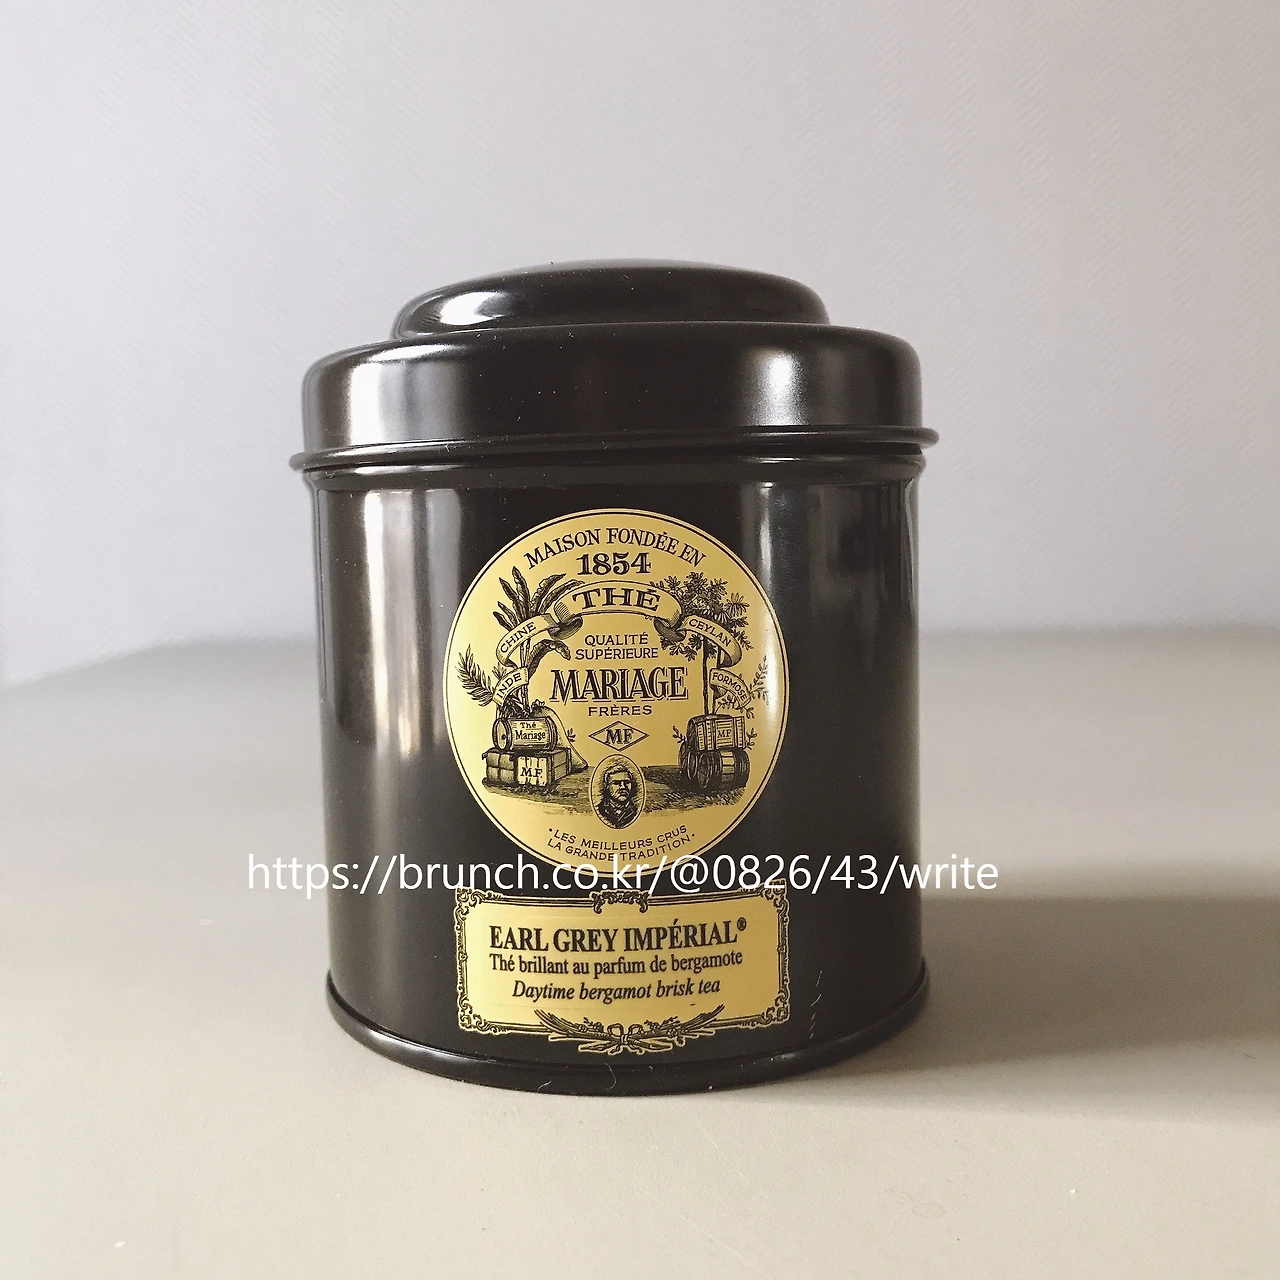 MAISON FONDÉE EN
1854
THÉ
CHINE
CEYLAN
QUALITÉ
SUPÉRIEURE
INDE
MARIAGE
FORMOSE
FRÈRES
Thé
Mariage
MF
MF
M.F.
• LES MEILLEURS CRUS
LA GRANDE TRADITION •
https://brunch.co.kr/@0826/43/write
EARL GREY IMPÉRIAL®
Thé brillant au parfum de bergamote
Daytime bergamot brisk tea